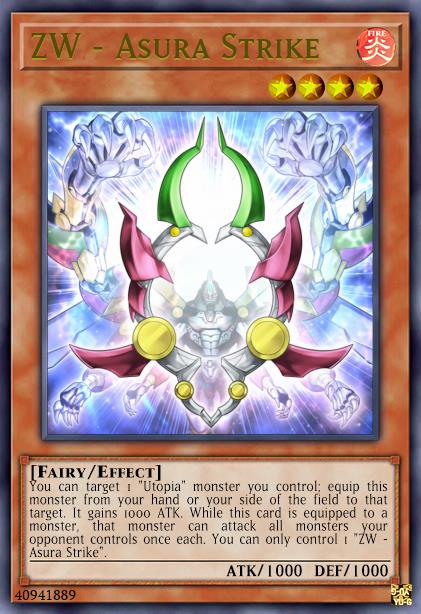 ZW - Asura Strike
FIRE
炎
[Fairy/Effect]
You can target 1 "Utopia" monster you control; equip this
monster from your hand or your side of the field to that
target. It gains 1000 ATK. While this card is equipped to a
monster, that monster can attack all monsters your
opponent controls once each. You can only control 1 "ZW -
Asura Strike".
ATK/1000 DEF/1000
40941889